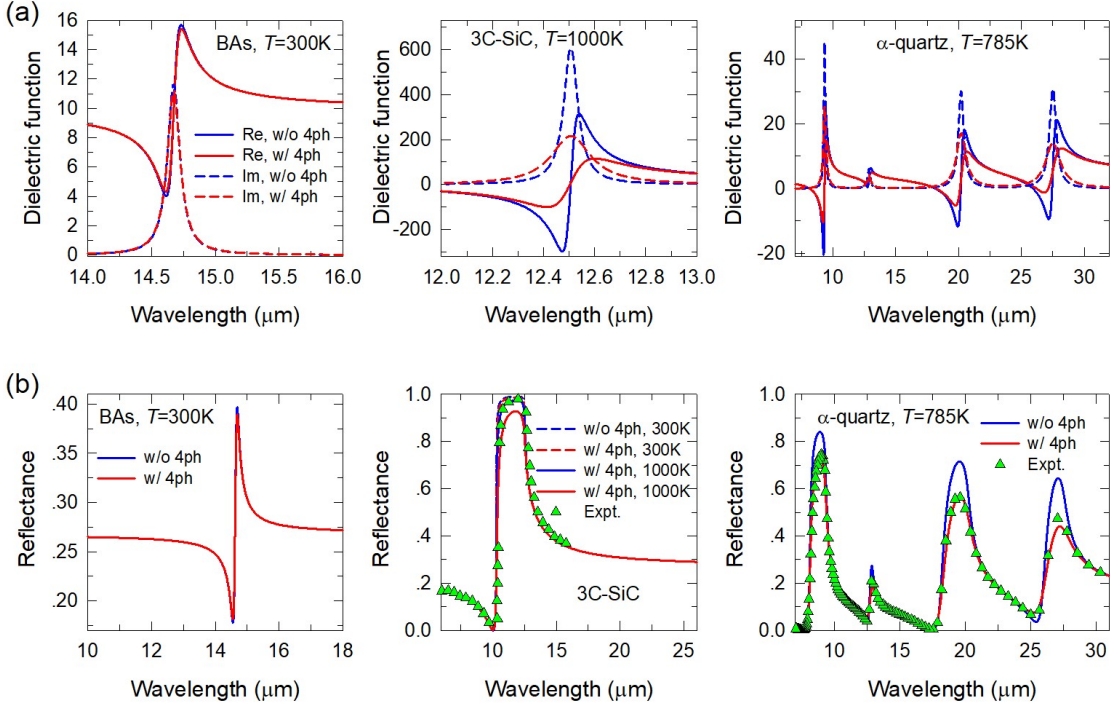 (a)
BAs, T=300K
16
14
12
10
8
6
4
2
0
Dielectric function
Re, w/o 4ph
Re, w/ 4ph
Im, w/o 4ph
Im, w/ 4ph
14.0 14.5 15.0 15.5 16.0
Wavelength (μm)
3C-SiC, T=1000K
600
400
200
0
-200
Dielectric function
12.0 12.2 12.4 12.6 12.8 13.0
Wavelength (μm)
α-quartz, T=785K
40
20
0
-20
Dielectric function
10 15 20 25 30
Wavelength (μm)
(b)
BAs, T=300K
.40
.35
.30
.25
.20
Reflectance
w/o 4ph
w/ 4ph
10 12 14 16 18
Wavelength (μm)
1.0
.8
.6
.4
.2
0.0
Reflectance
w/o 4ph, 300K
w/ 4ph, 300K
w/ 4ph, 1000K
w/ 4ph, 1000K
Expt.
3C-SiC
10 15 20 25
Wavelength (μm)
α-quartz, T=785K
1.0
.8
.6
.4
.2
0.0
Reflectance
w/o 4ph
w/ 4ph
Expt.
10 15 20 25 30
Wavelength (μm)